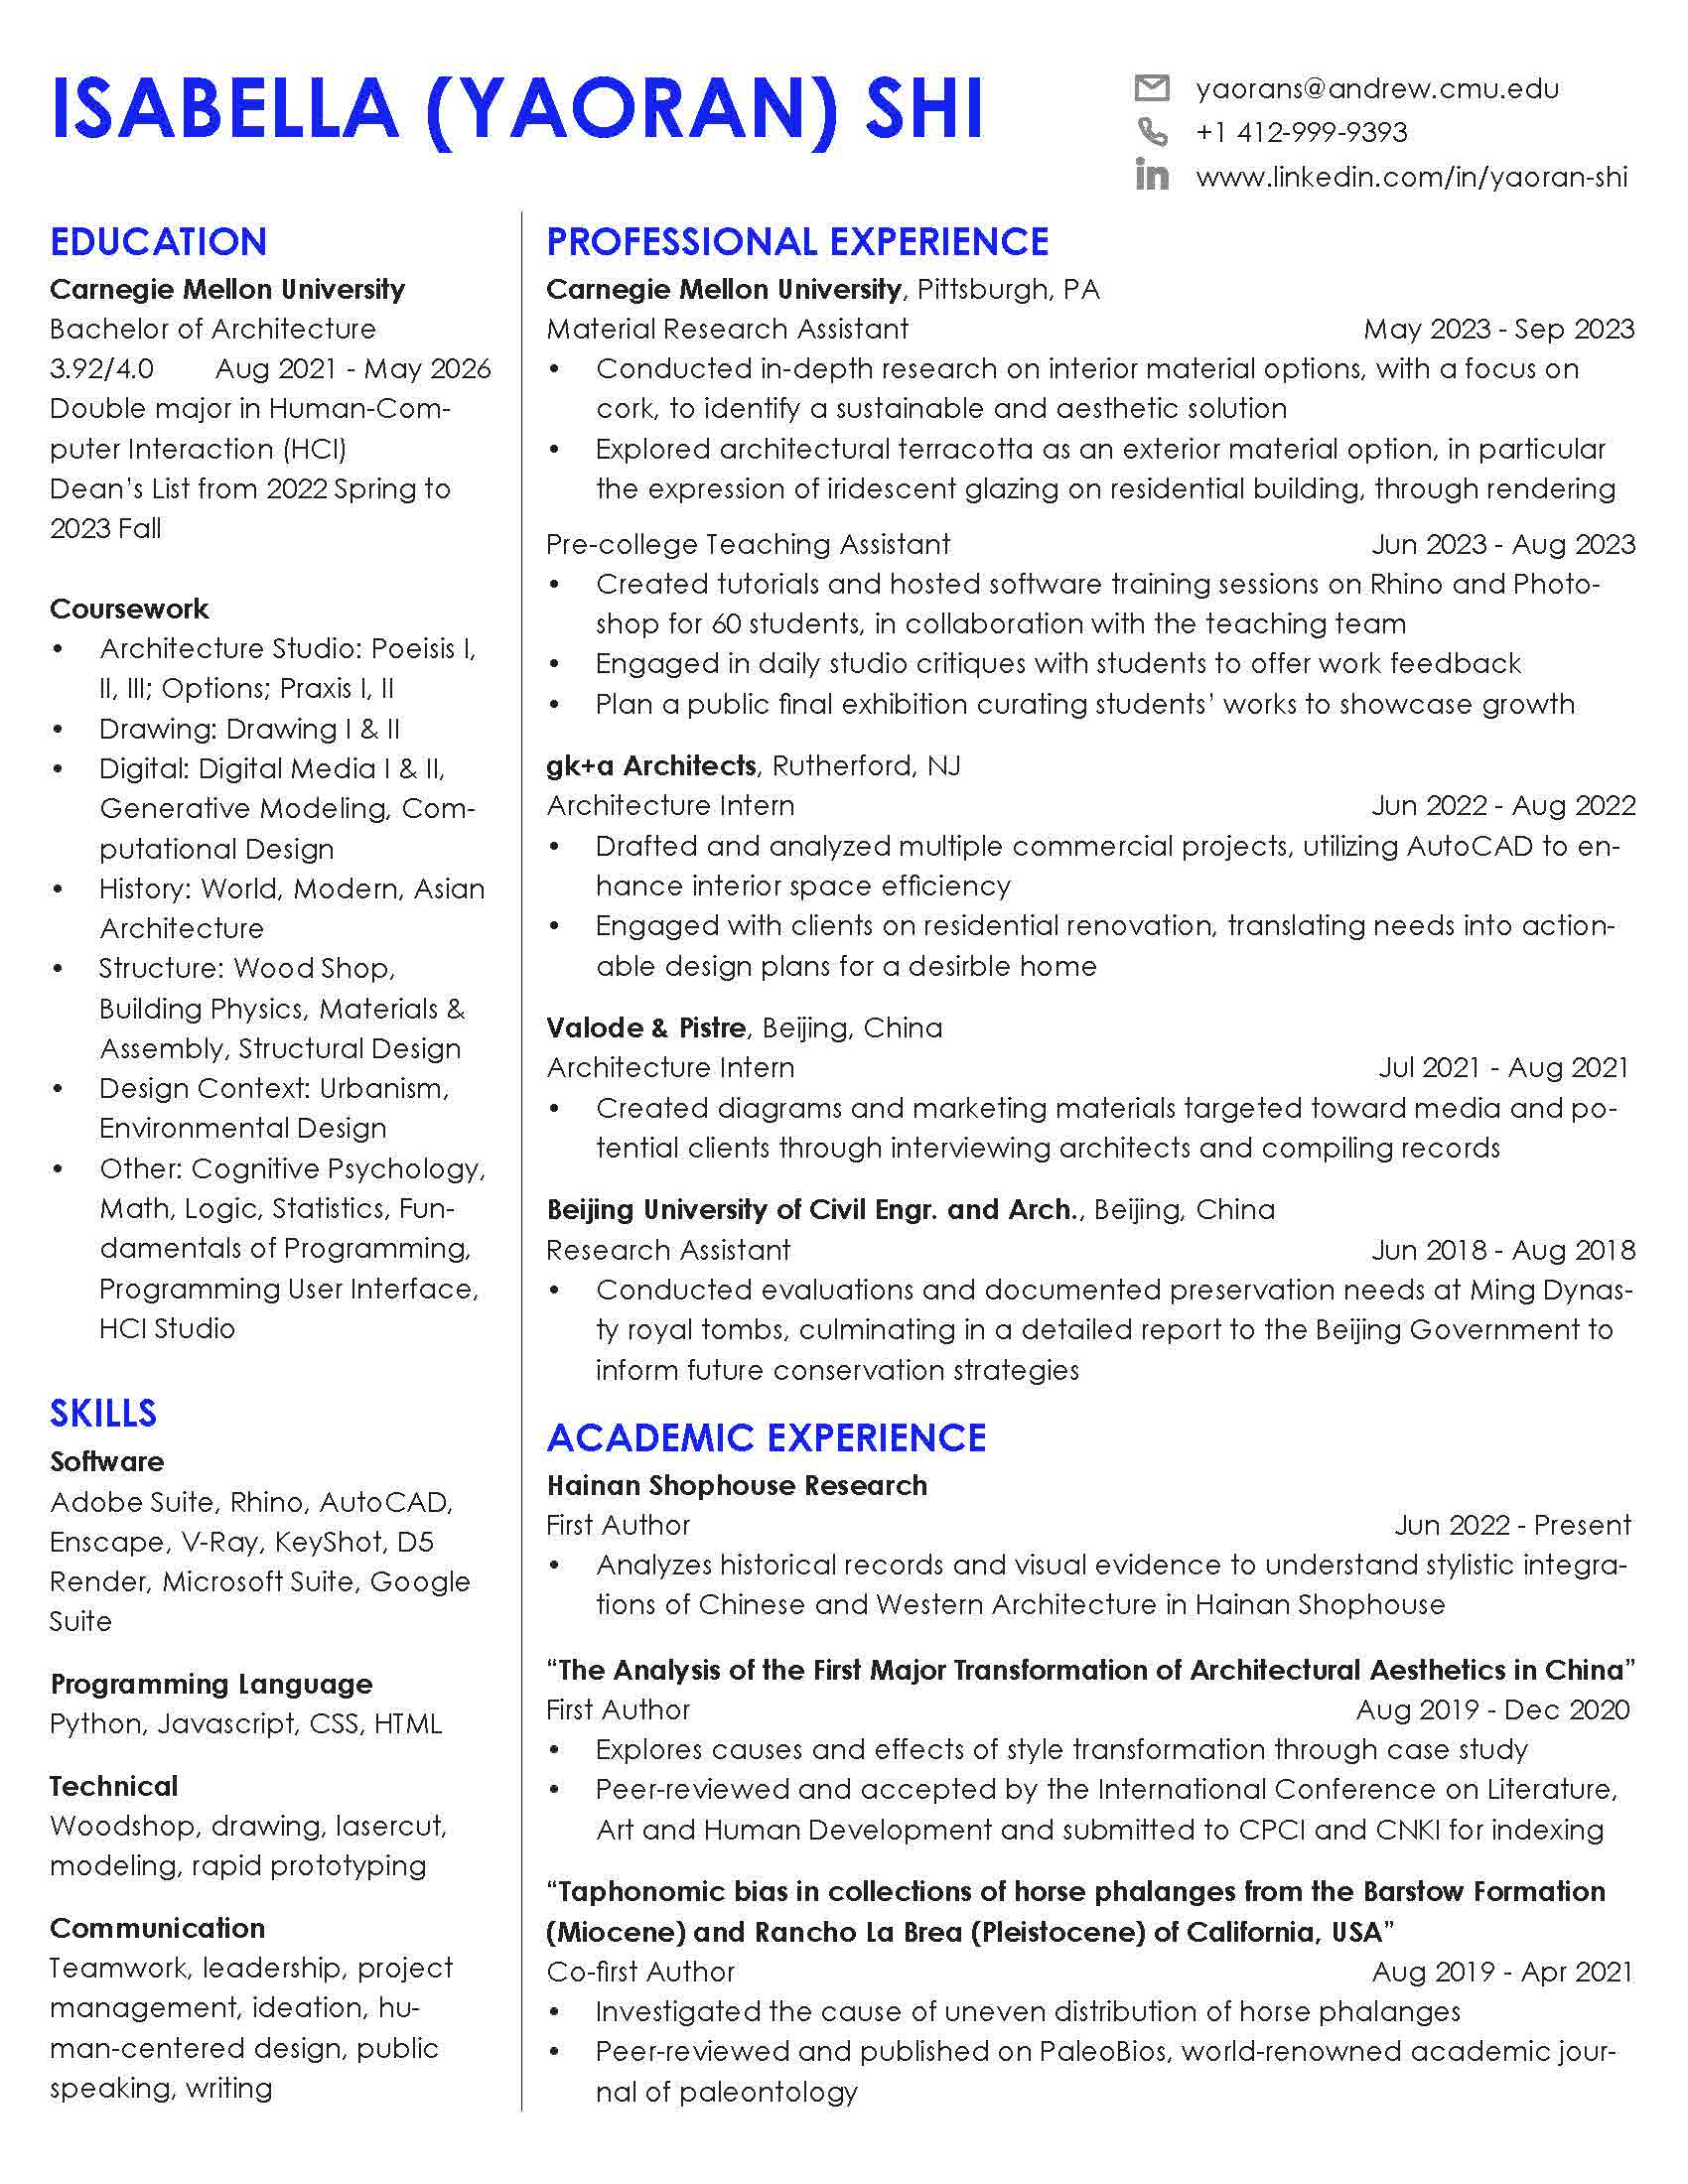 ISABELLA (YAORAN) SHI
yaorans@andrew.cmu.edu
+1 412-999-9393
www.linkedin.com/in/yaoran-shi
EDUCATION
Carnegie Mellon University
Bachelor of Architecture
3.92/4.0 Aug 2021 - May 2026
Double major in Human-Com-
puter Interaction (HCI)
Dean's List from 2022 Spring to
2023 Fall
Coursework
• Architecture Studio: Poeisis I,
II, III; Options; Praxis I, II
• Drawing: Drawing I & II
• Digital: Digital Media I & II,
Generative Modeling, Com-
putational Design
• History: World, Modern, Asian
Architecture
• Structure: Wood Shop,
Building Physics, Materials &
Assembly, Structural Design
• Design Context: Urbanism,
Environmental Design
• Other: Cognitive Psychology,
Math, Logic, Statistics, Fun-
damentals of Programming,
Programming User Interface,
HCI Studio
SKILLS
Software
Adobe Suite, Rhino, AutoCAD,
Enscape, V-Ray, KeyShot, D5
Render, Microsoft Suite, Google
Suite
Programming Language
Python, Javascript, CSS, HTML
Technical
Woodshop, drawing, lasercut,
modeling, rapid prototyping
Communication
Teamwork, leadership, project
management, ideation, hu-
man-centered design, public
speaking, writing
PROFESSIONAL EXPERIENCE
Carnegie Mellon University, Pittsburgh, PA
Material Research Assistant May 2023 - Sep 2023
• Conducted in-depth research on interior material options, with a focus on
cork, to identify a sustainable and aesthetic solution
• Explored architectural terracotta as an exterior material option, in particular
the expression of iridescent glazing on residential building, through rendering
Pre-college Teaching Assistant Jun 2023 - Aug 2023
• Created tutorials and hosted software training sessions on Rhino and Photo-
shop for 60 students, in collaboration with the teaching team
• Engaged in daily studio critiques with students to offer work feedback
• Plan a public final exhibition curating students' works to showcase growth
gk+a Architects, Rutherford, NJ
Architecture Intern Jun 2022 - Aug 2022
• Drafted and analyzed multiple commercial projects, utilizing AutoCAD to en-
hance interior space efficiency
• Engaged with clients on residential renovation, translating needs into action-
able design plans for a desirble home
Valode & Pistre, Beijing, China
Architecture Intern Jul 2021 - Aug 2021
• Created diagrams and marketing materials targeted toward media and po-
tential clients through interviewing architects and compiling records
Beijing University of Civil Engr. and Arch., Beijing, China
Research Assistant Jun 2018 - Aug 2018
• Conducted evaluations and documented preservation needs at Ming Dynas-
ty royal tombs, culminating in a detailed report to the Beijing Government to
inform future conservation strategies
ACADEMIC EXPERIENCE
Hainan Shophouse Research
First Author Jun 2022 - Present
• Analyzes historical records and visual evidence to understand stylistic integra-
tions of Chinese and Western Architecture in Hainan Shophouse
“The Analysis of the First Major Transformation of Architectural Aesthetics in China”
First Author Aug 2019 - Dec 2020
• Explores causes and effects of style transformation through case study
• Peer-reviewed and accepted by the International Conference on Literature,
Art and Human Development and submitted to CPCI and CNKI for indexing
“Taphonomic bias in collections of horse phalanges from the Barstow Formation
(Miocene) and Rancho La Brea (Pleistocene) of California, USA”
Co-first Author Aug 2019 - Apr 2021
• Investigated the cause of uneven distribution of horse phalanges
• Peer-reviewed and published on PaleoBios, world-renowned academic jour-
nal of paleontology